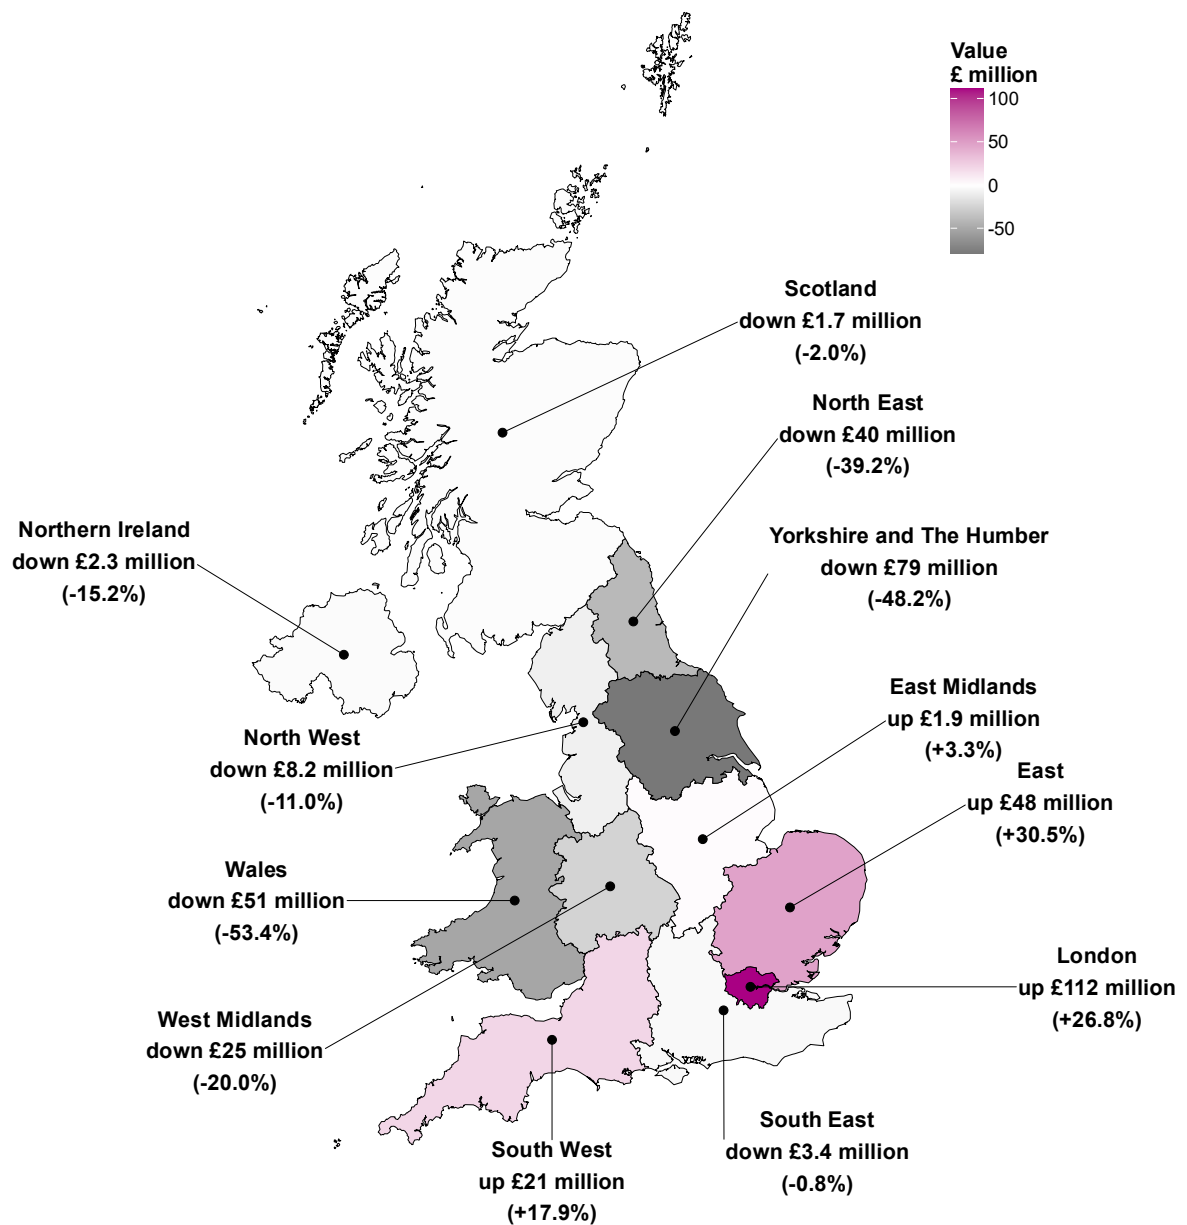 Value
£ million
100
50
0
-50
Scotland
down £1.7 million
(-2.0%)
North East
down £40 million
(-39.2%)
Northern Ireland
down £2.3 million
(-15.2%)
Yorkshire and The Humber
down £79 million
(-48.2%)
East Midlands
up £1.9 million
(+3.3%)
North West
down £8.2 million
(-11.0%)
East
up £48 million
(+30.5%)
Wales
down £51 million
(-53.4%)
London
up £112 million
(+26.8%)
West Midlands
down £25 million
(-20.0%)
South East
down £3.4 million
(-0.8%)
South West
up £21 million
(+17.9%)